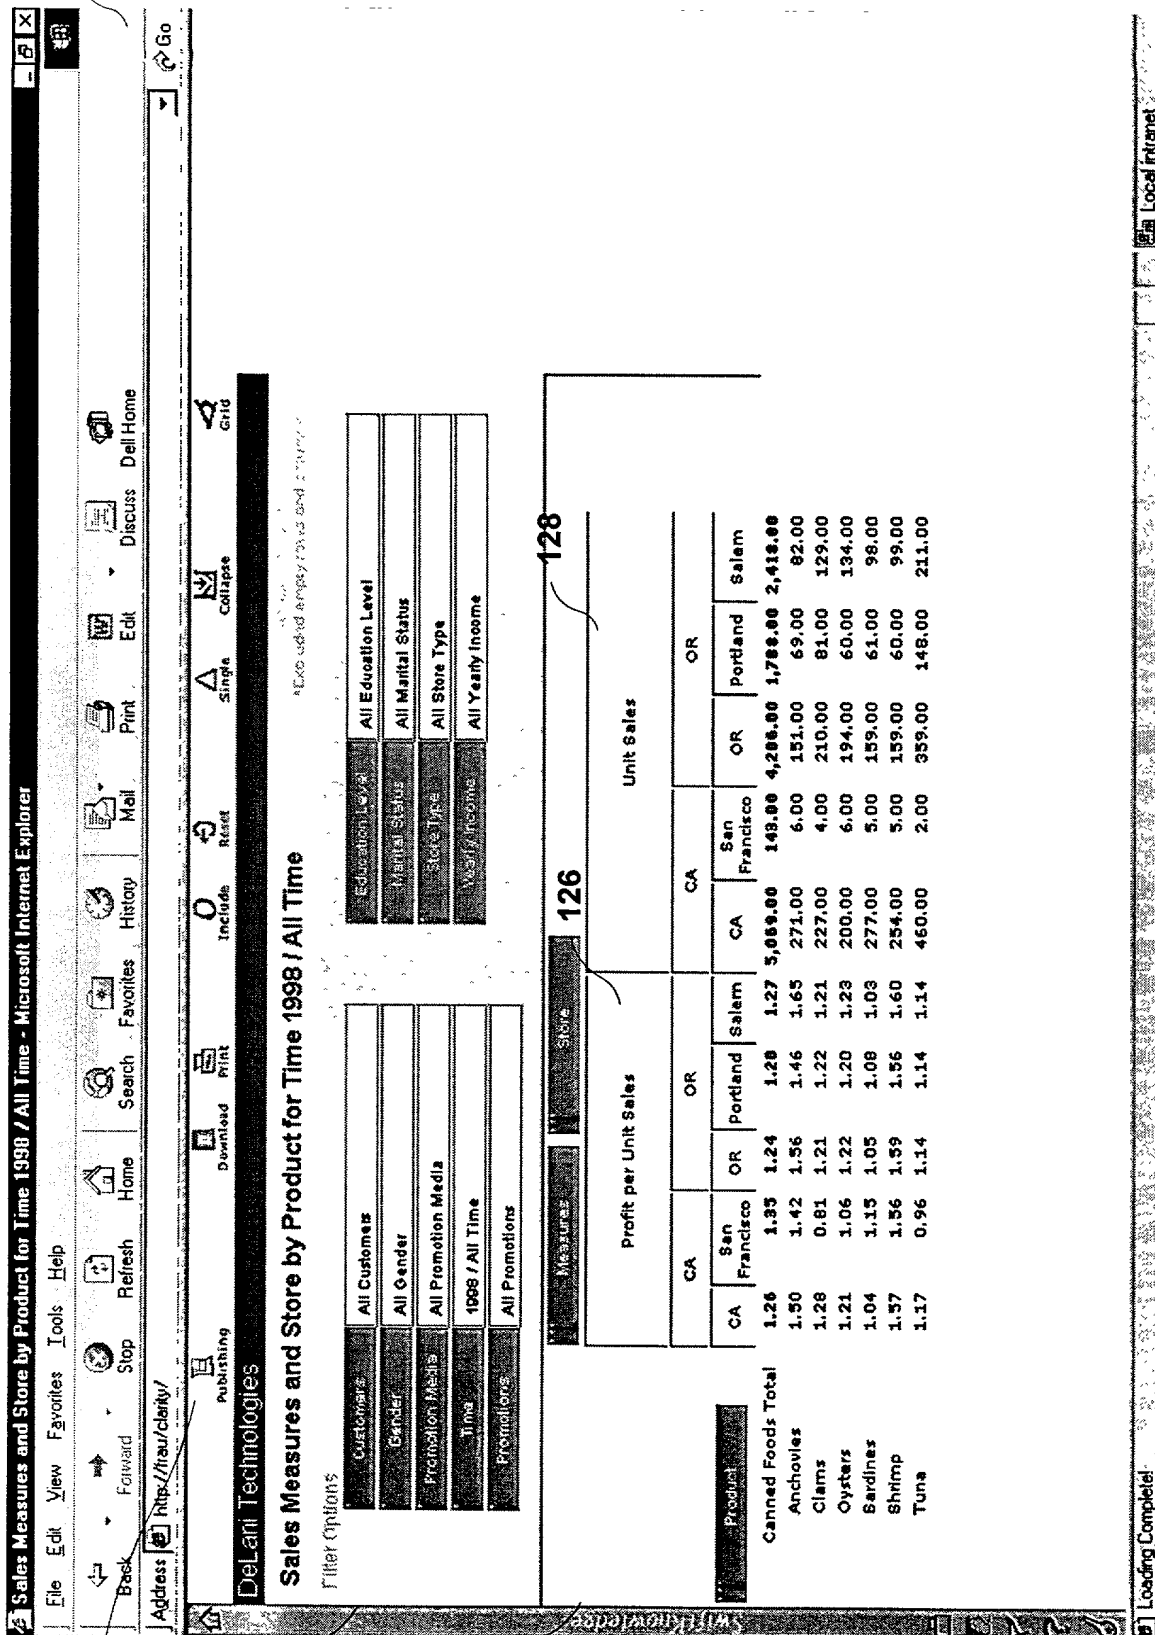 Sales Measures and Store by Product for Time 1998 / All Time - Microsoft Internet Explorer
File Edit View Favorites Tools Help
Back Forward Stop Refresh Home Search Favorites History Mail Print Edit Discuss Dell Home
Address http://frau/clarity/ Go
Publishing Download Print Include Reset Single Collapse Grid
DeLani Technologies
Sales Measures and Store by Product for Time 1998 / All Time
Filter Options
Customers All Customers Education Level All Education Level
Gender All Gender Marital Status All Marital Status
Promotion Media All Promotion Media Store Type All Store Type
Time 1998 / All Time Yearly Income All Yearly Income
Promotions All Promotions
126 128
Measures Store
Profit per Unit Sales Unit Sales
CA OR CA OR
Product CA San Francisco OR Portland Salem CA San Francisco OR Portland Salem
Canned Foods Total 1.26 1.35 1.24 1.28 1.27 5,069.00 143.00 4,206.00 1,788.00 2,418.00
Anchovies 1.50 1.42 1.56 1.46 1.65 271.00 6.00 151.00 69.00 82.00
Clams 1.28 0.81 1.21 1.22 1.21 227.00 4.00 210.00 81.00 129.00
Oysters 1.21 1.06 1.22 1.20 1.23 200.00 6.00 194.00 60.00 134.00
Sardines 1.04 1.15 1.05 1.08 1.03 277.00 5.00 159.00 61.00 98.00
Shrimp 1.57 1.56 1.59 1.56 1.60 254.00 5.00 159.00 60.00 99.00
Tuna 1.17 0.96 1.14 1.14 1.14 460.00 2.00 359.00 148.00 211.00
SwiftKnowledge
Loading Complete! Local intranet